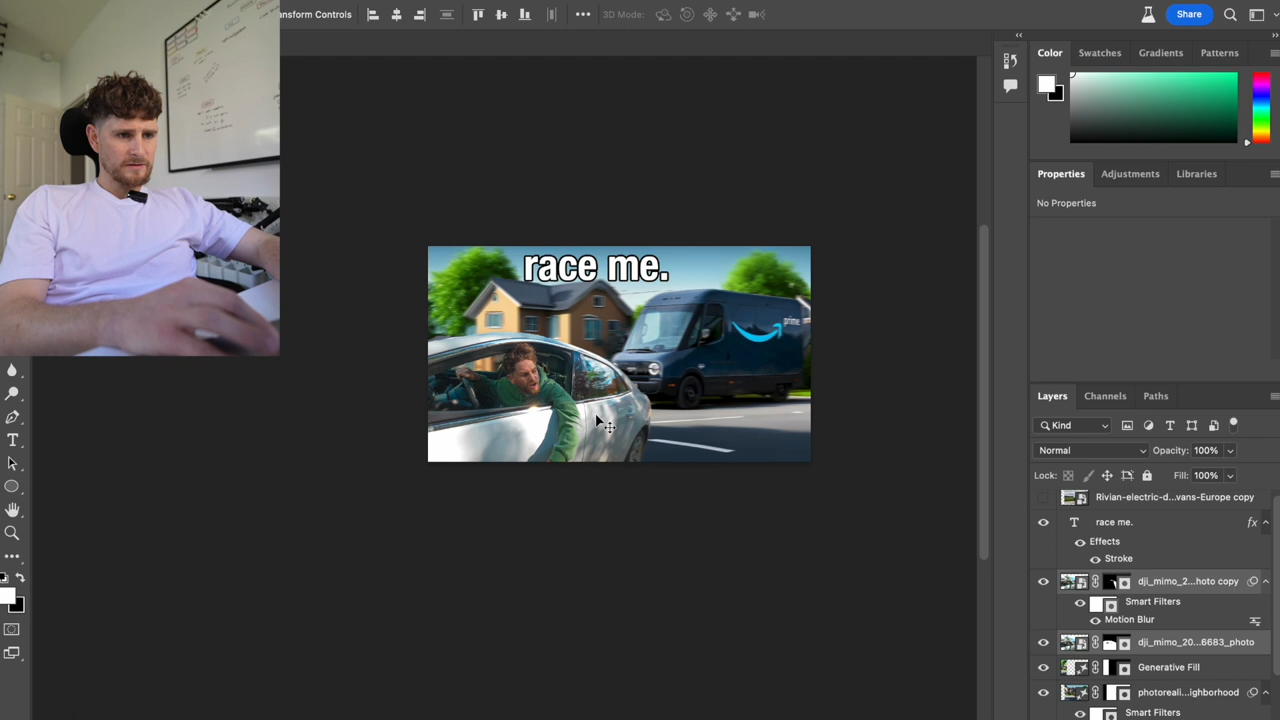 ansform Controls
3D Mode:
Share
Color
Swatches
Gradients
Patterns
Properties
Adjustments
Libraries
No Properties
race me.
prime
Layers
Channels
Paths
Kind
Normal
Opacity:
100%
Lock:
Fill:
100%
Rivian-electric-d...vans-Europe copy
T
race me.
fx
Effects
Stroke
dji_mimo_2...hoto copy
Smart Filters
Motion Blur
dji_mimo_20...6683_photo
Generative Fill
photoreali...ighborhood
Smart Filters